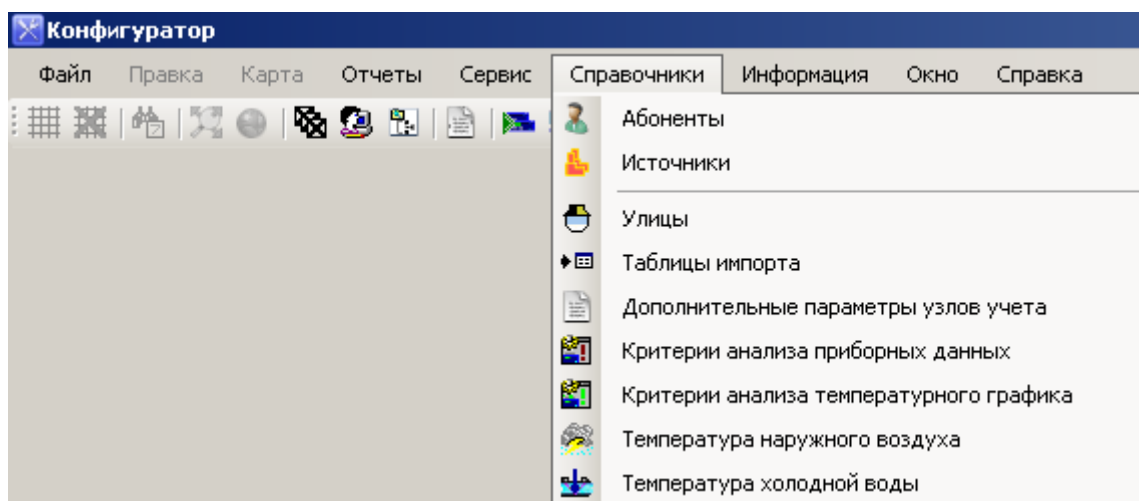 Конфигуратор
Файл Правка Карта Отчеты Сервис Справочники Информация Окно Справка
Абоненты
Источники
Улицы
Таблицы импорта
Дополнительные параметры узлов учета
Критерии анализа приборных данных
Критерии анализа температурного графика
Температура наружного воздуха
Температура холодной воды